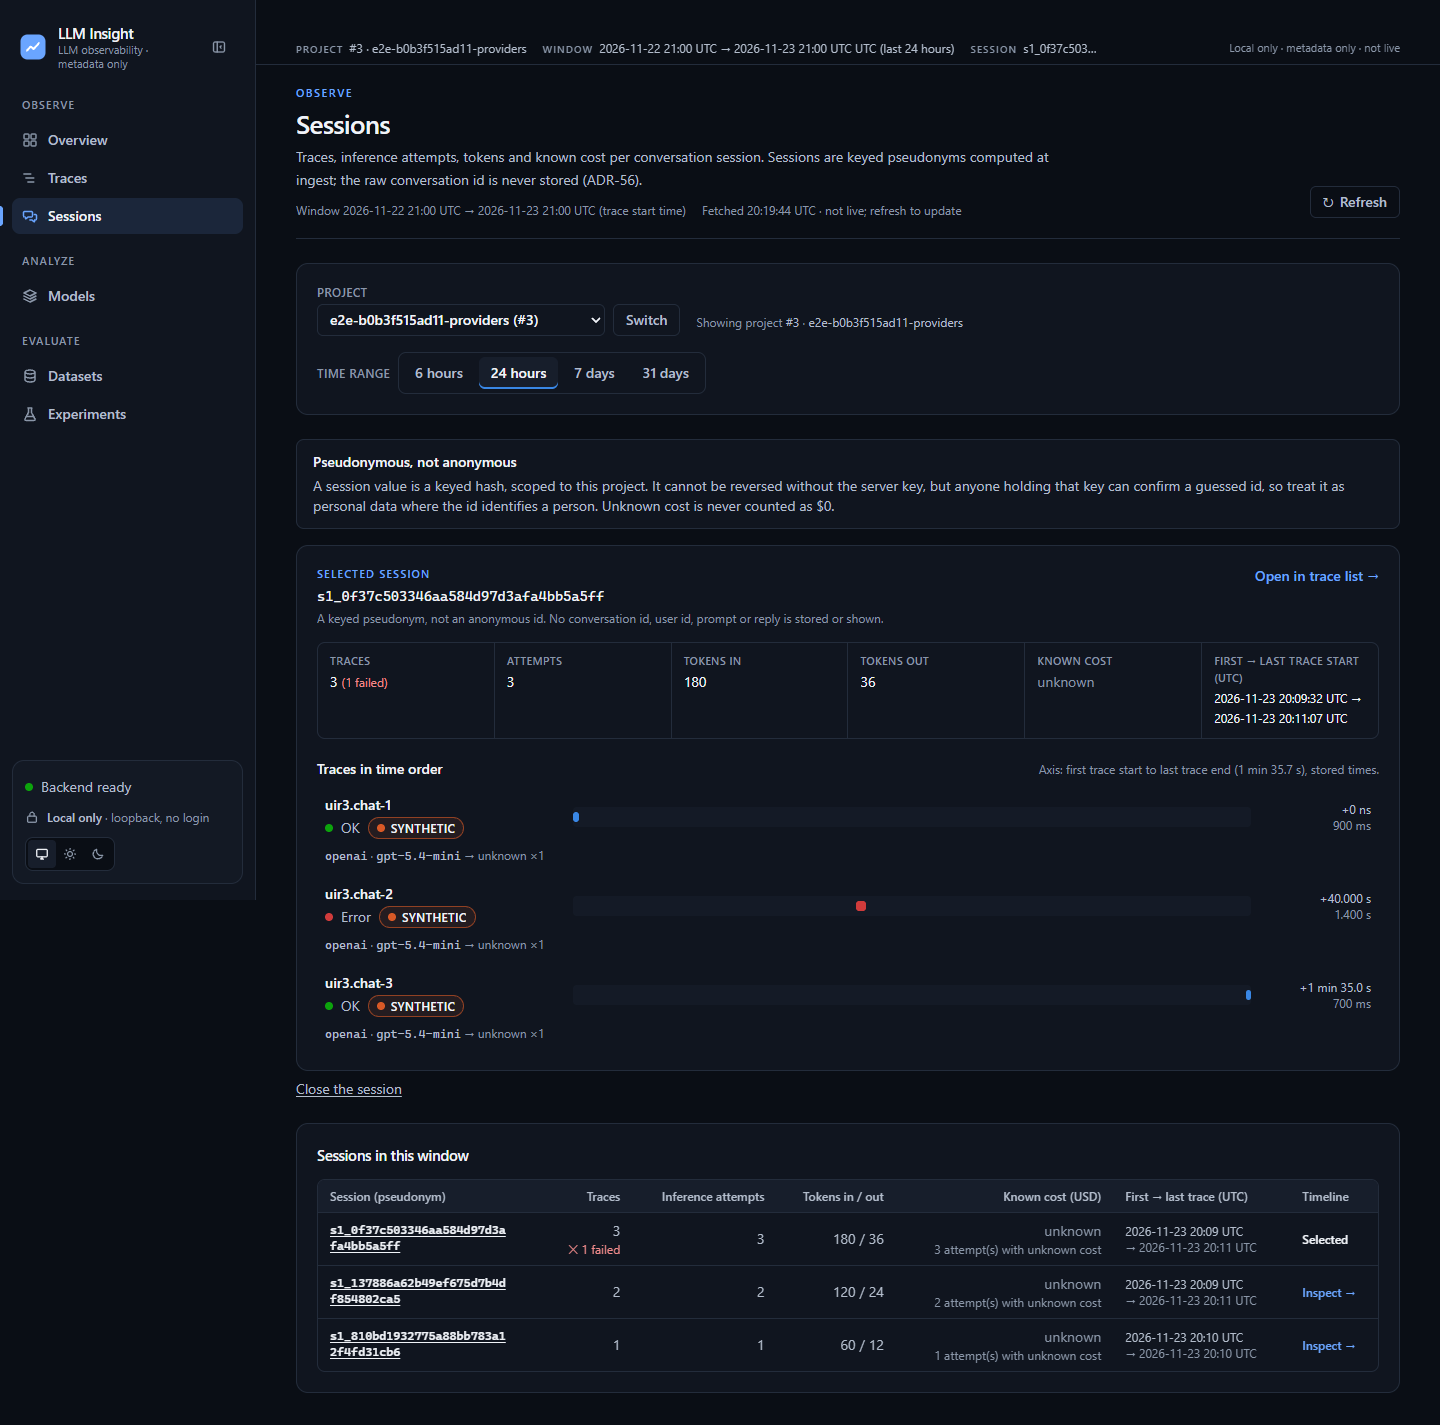 LLM Insight
LLM observability ·
metadata only
OBSERVE
Overview
Traces
Sessions
ANALYZE
Models
EVALUATE
Datasets
Experiments
Backend ready
Local only · loopback, no login
PROJECT #3 · e2e-b0b3f515ad11-providers WINDOW 2026-11-22 21:00 UTC → 2026-11-23 21:00 UTC UTC (last 24 hours) SESSION s1_0f37c503… Local only · metadata only · not live
OBSERVE
Sessions
Traces, inference attempts, tokens and known cost per conversation session. Sessions are keyed pseudonyms computed at
ingest; the raw conversation id is never stored (ADR-56).
Window 2026-11-22 21:00 UTC → 2026-11-23 21:00 UTC (trace start time) Fetched 20:19:44 UTC · not live; refresh to update
↻ Refresh
PROJECT
e2e-b0b3f515ad11-providers (#3) Switch Showing project #3 · e2e-b0b3f515ad11-providers
TIME RANGE 6 hours 24 hours 7 days 31 days
Pseudonymous, not anonymous
A session value is a keyed hash, scoped to this project. It cannot be reversed without the server key, but anyone holding that key can confirm a guessed id, so treat it as
personal data where the id identifies a person. Unknown cost is never counted as $0.
SELECTED SESSION
Open in trace list →
s1_0f37c503346aa584d97d3afa4bb5a5ff
A keyed pseudonym, not an anonymous id. No conversation id, user id, prompt or reply is stored or shown.
TRACES
3 (1 failed)
ATTEMPTS
3
TOKENS IN
180
TOKENS OUT
36
KNOWN COST
unknown
FIRST → LAST TRACE START
(UTC)
2026-11-23 20:09:32 UTC →
2026-11-23 20:11:07 UTC
Traces in time order
Axis: first trace start to last trace end (1 min 35.7 s), stored times.
uir3.chat-1
OK SYNTHETIC
openai · gpt-5.4-mini → unknown ×1
+0 ns
900 ms
uir3.chat-2
Error SYNTHETIC
openai · gpt-5.4-mini → unknown ×1
+40.000 s
1.400 s
uir3.chat-3
OK SYNTHETIC
openai · gpt-5.4-mini → unknown ×1
+1 min 35.0 s
700 ms
Close the session
Sessions in this window
Session (pseudonym) Traces Inference attempts Tokens in / out Known cost (USD) First → last trace (UTC) Timeline
s1_0f37c503346aa584d97d3a
fa4bb5a5ff
3
✕ 1 failed
3
180 / 36
unknown
3 attempt(s) with unknown cost
2026-11-23 20:09 UTC
→ 2026-11-23 20:11 UTC
Selected
s1_137886a62b49ef675d7b4d
f854802ca5
2
2
120 / 24
unknown
2 attempt(s) with unknown cost
2026-11-23 20:09 UTC
→ 2026-11-23 20:11 UTC
Inspect →
s1_810bd1932775a88bb783a1
2f4fd31cb6
1
1
60 / 12
unknown
1 attempt(s) with unknown cost
2026-11-23 20:10 UTC
→ 2026-11-23 20:10 UTC
Inspect →